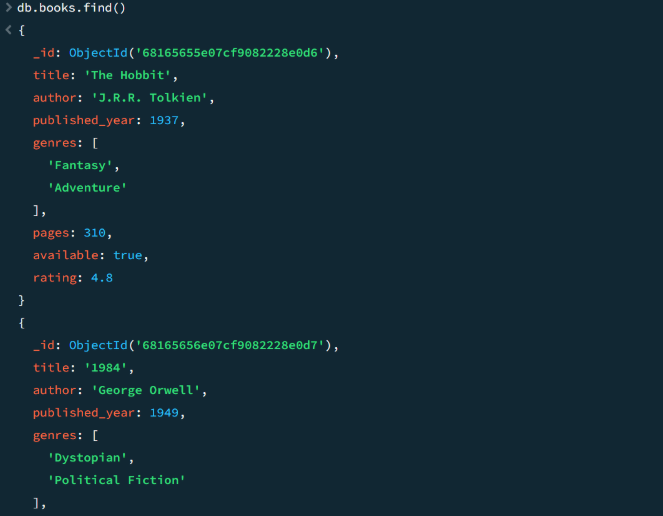 > db.books.find()
< {
_id: ObjectId('68165655e07cf9082228e0d6'),
title: 'The Hobbit',
author: 'J.R.R. Tolkien',
published_year: 1937,
genres: [
'Fantasy',
'Adventure'
],
pages: 310,
available: true,
rating: 4.8
}
{
_id: ObjectId('68165656e07cf9082228e0d7'),
title: '1984',
author: 'George Orwell',
published_year: 1949,
genres: [
'Dystopian',
'Political Fiction'
],